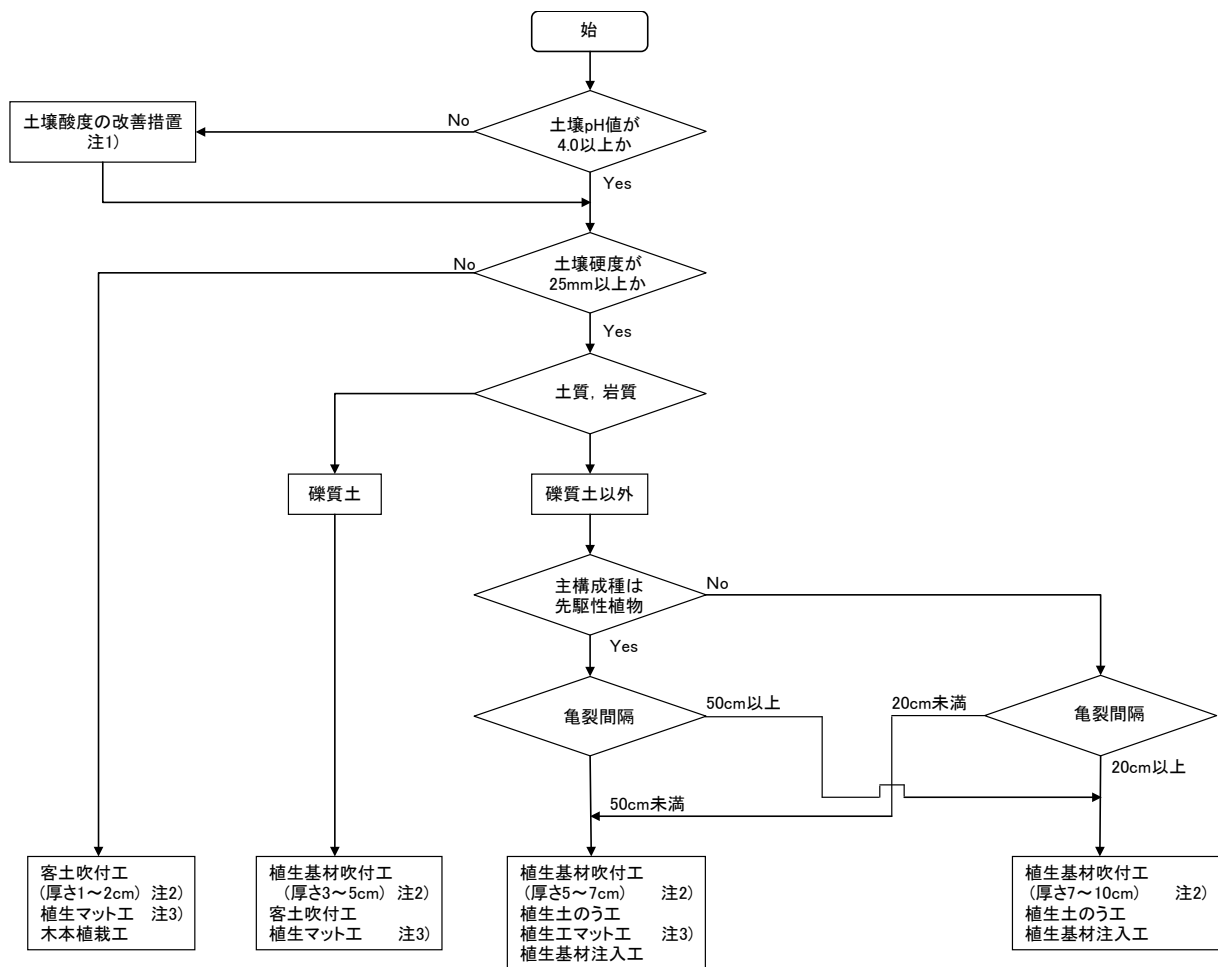 始
土壌pH値が
4.0以上か
No
土壌酸度の改善措置
注1)
Yes
土壌硬度が
25mm以上か
No
Yes
土質，岩質
礫質土
礫質土以外
主構成種は
先駆性植物
No
Yes
亀裂間隔
50cm以上
20cm未満
亀裂間隔
20cm以上
50cm未満
客土吹付工
(厚さ1～2cm) 注2)
植生マット工 注3)
木本植栽工
植生基材吹付工
(厚さ3～5cm) 注2)
客土吹付工
植生マット工 注3)
植生基材吹付工
(厚さ5～7cm) 注2)
植生土のう工
植生工マット工 注3)
植生基材注入工
植生基材吹付工
(厚さ7～10cm) 注2)
植生土のう工
植生基材注入工